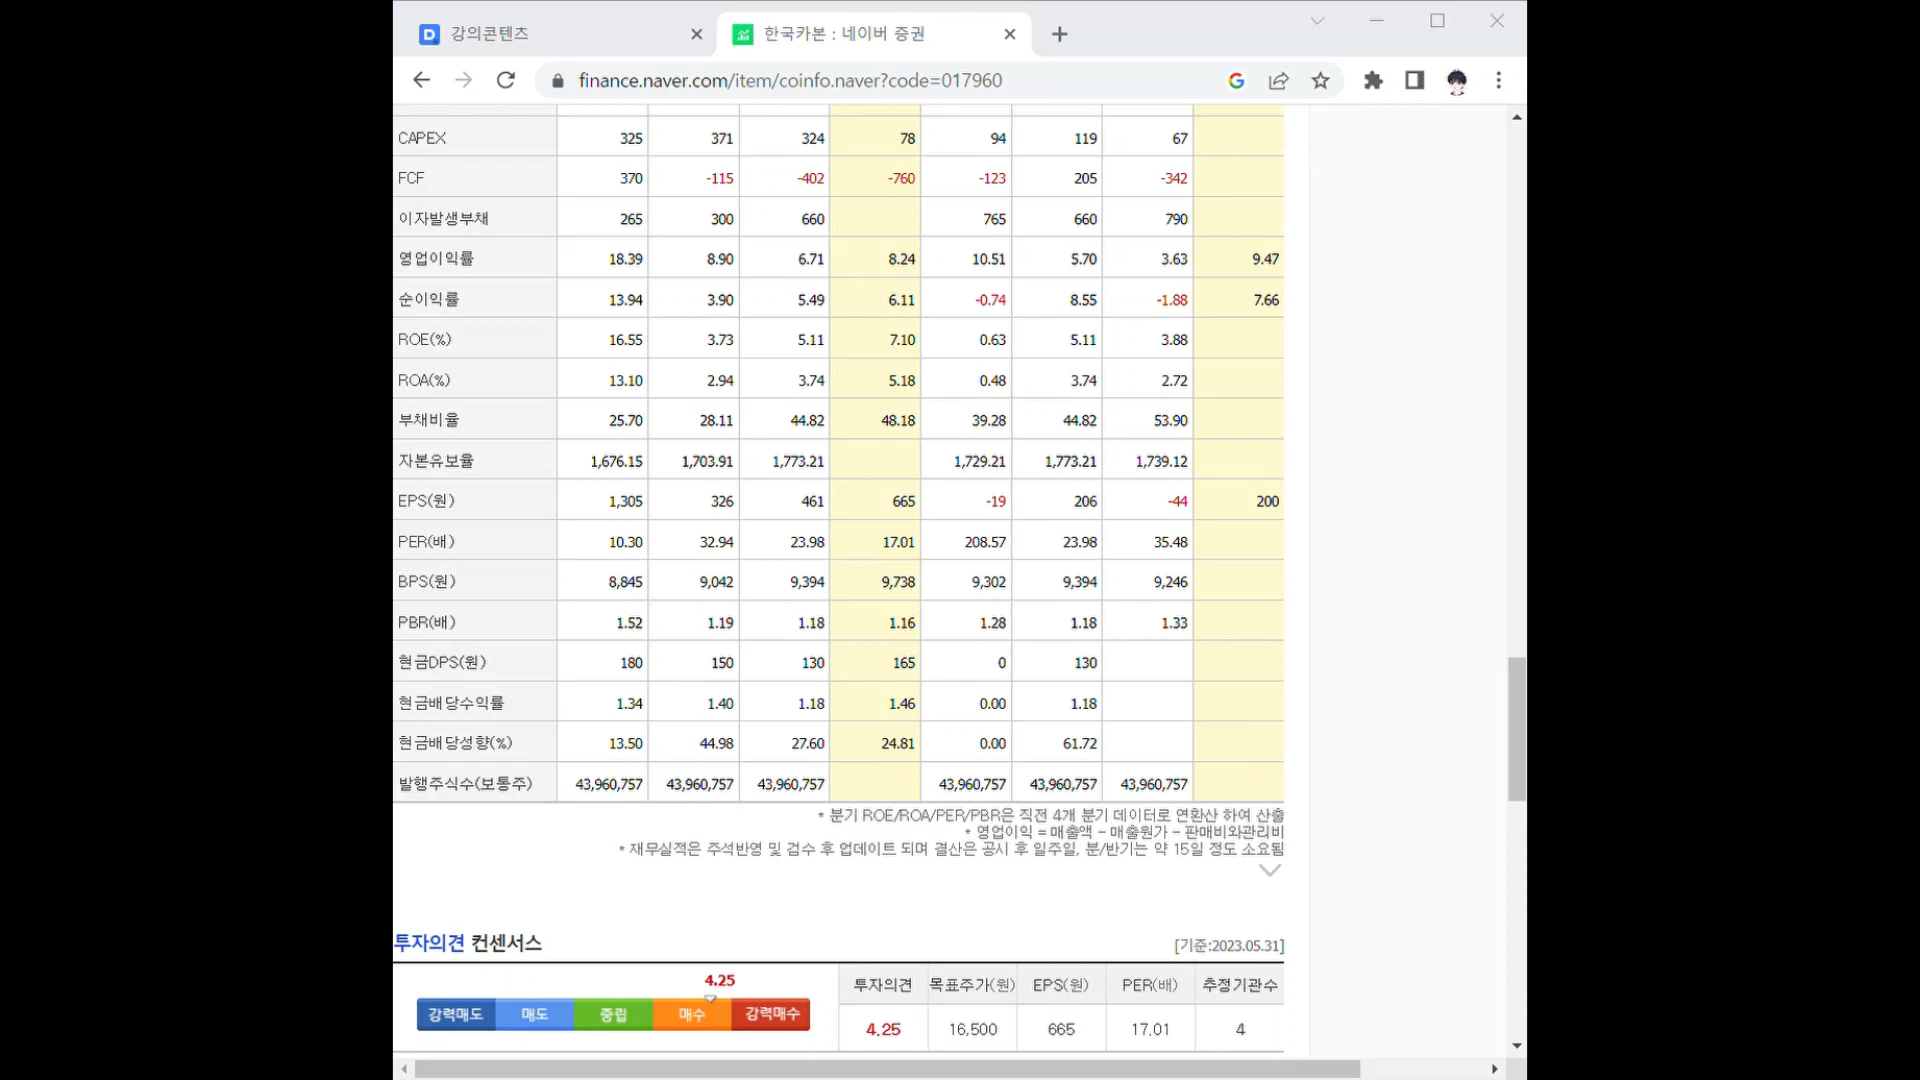 강의콘텐츠
한국카본 : 네이버 증권
finance.naver.com/item/coinfo.naver?code=017960
CAPEX 325 371 324 78 94 119 67
FCF 370 -115 -402 -760 -123 205 -342
이자발생부채 265 300 660 765 660 790
영업이익률 18.39 8.90 6.71 8.24 10.51 5.70 3.63 9.47
순이익률 13.94 3.90 5.49 6.11 -0.74 8.55 -1.88 7.66
ROE(%) 16.55 3.73 5.11 7.10 0.63 5.11 3.88
ROA(%) 13.10 2.94 3.74 5.18 0.48 3.74 2.72
부채비율 25.70 28.11 44.82 48.18 39.28 44.82 53.90
자본유보율 1,676.15 1,703.91 1,773.21 1,729.21 1,773.21 1,739.12
EPS(원) 1,305 326 461 665 -19 206 -44 200
PER(배) 10.30 32.94 23.98 17.01 208.57 23.98 35.48
BPS(원) 8,845 9,042 9,394 9,738 9,302 9,394 9,246
PBR(배) 1.52 1.19 1.18 1.16 1.28 1.18 1.33
현금DPS(원) 180 150 130 165 0 130
현금배당수익률 1.34 1.40 1.18 1.46 0.00 1.18
현금배당성향(%) 13.50 44.98 27.60 24.81 0.00 61.72
발행주식수(보통주) 43,960,757 43,960,757 43,960,757 43,960,757 43,960,757 43,960,757
* 분기 ROE/ROA/PER/PBR은 직전 4개 분기 데이터로 연환산 하여 산출
* 영업이익 = 매출액 - 매출원가 - 판매비와관리비
* 재무실적은 주석반영 및 검수 후 업데이트 되며 결산은 공시 후 일주일, 분/반기는 약 15일 정도 소요됨
투자의견 컨센서스 [기준:2023.05.31]
4.25
강력매도 매도 중립 매수 강력매수
투자의견 목표주가(원) EPS(원) PER(배) 추정기관수
4.25 16,500 665 17.01 4